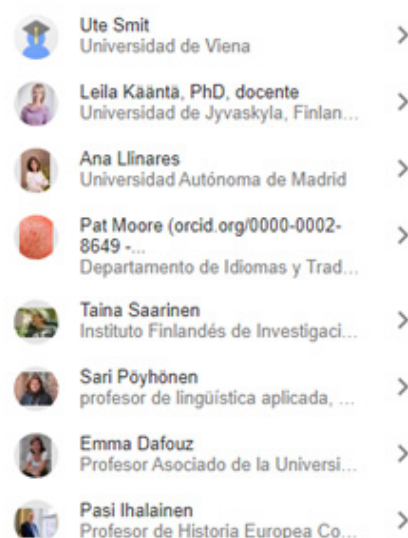 Ute Smit
Universidad de Viena
Leila Kääntä, PhD, docente
Universidad de Jyvaskyla, Finlan...
Ana Llinares
Universidad Autónoma de Madrid
Pat Moore (orcid.org/0000-0002-
8649 -...
Departamento de Idiomas y Trad...
Taina Saarinen
Instituto Finlandés de Investigaci...
Sari Pöyhönen
profesor de lingüística aplicada, ...
Emma Dafouz
Profesor Asociado de la Universi...
Pasi Ihalainen
Profesor de Historia Europea Co...